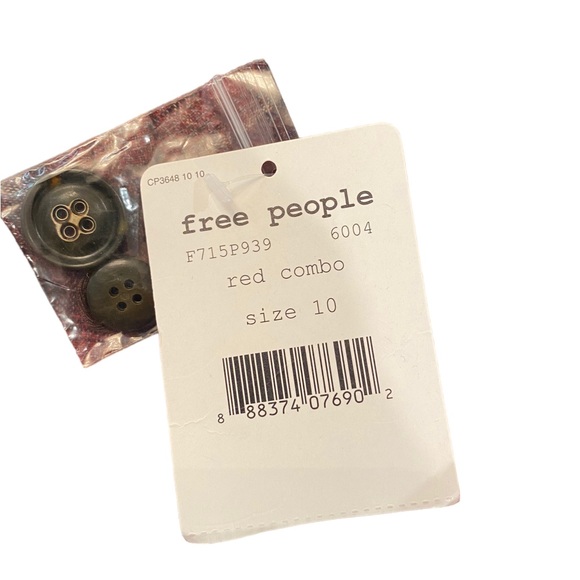 CP3648 10 10
free people
F715P939 6004
red combo
size 10
8 88374 07690 2